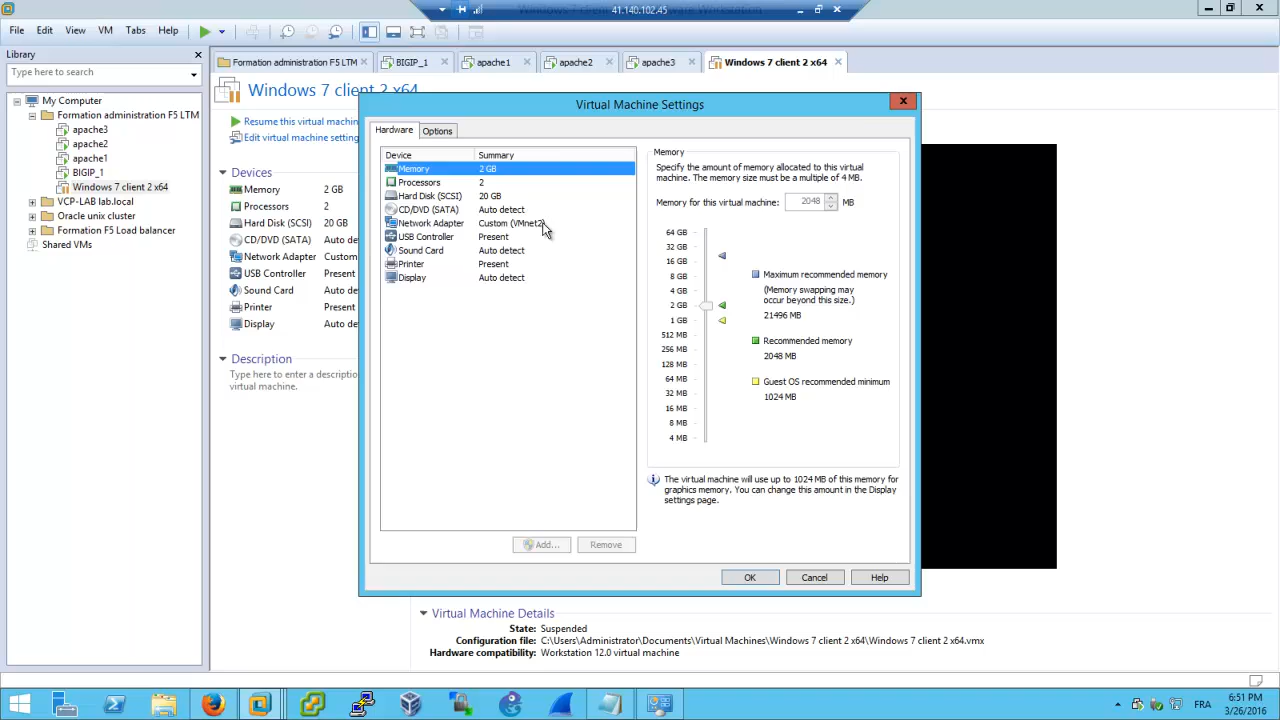 Windows 7 client
41.140.102.45
Workstation
File Edit View VM Tabs Help
Library
Type here to search
My Computer
Formation administration F5 LTM
apache3
apache2
apache1
BIGIP_1
Windows 7 client 2 x64
VCP-LAB lab.local
Oracle unix cluster
Formation F5 Load balancer
Shared VMs
Formation administration F5 LTM
BIGIP_1
apache1
apache2
apache3
Windows 7 client 2 x64
Windows 7 client 2 x64
Resume this virtual machin
Edit virtual machine setting
Devices
Memory 2 GB
Processors 2
Hard Disk (SCSI) 20 GB
CD/DVD (SATA) Auto de
Network Adapter Custom
USB Controller Present
Sound Card Auto de
Printer Present
Display Auto de
Description
Type here to enter a descriptio
virtual machine.
Virtual Machine Settings
Hardware Options
Device Summary
Memory 2 GB
Processors 2
Hard Disk (SCSI) 20 GB
CD/DVD (SATA) Auto detect
Network Adapter Custom (VMnet2)
USB Controller Present
Sound Card Auto detect
Printer Present
Display Auto detect
Add... Remove
Memory
Specify the amount of memory allocated to this virtual
machine. The memory size must be a multiple of 4 MB.
Memory for this virtual machine: 2048 MB
64 GB
32 GB
16 GB
8 GB
4 GB
2 GB
1 GB
512 MB
256 MB
128 MB
64 MB
32 MB
16 MB
8 MB
4 MB
Maximum recommended memory
(Memory swapping may
occur beyond this size.)
21496 MB
Recommended memory
2048 MB
Guest OS recommended minimum
1024 MB
The virtual machine will use up to 1024 MB of this memory for
graphics memory. You can change this amount in the Display
settings page.
OK Cancel Help
Virtual Machine Details
State: Suspended
Configuration file: C:\Users\Administrator\Documents\Virtual Machines\Windows 7 client 2 x64\Windows 7 client 2 x64.vmx
Hardware compatibility: Workstation 12.0 virtual machine
FRA
6:51 PM
3/26/2016